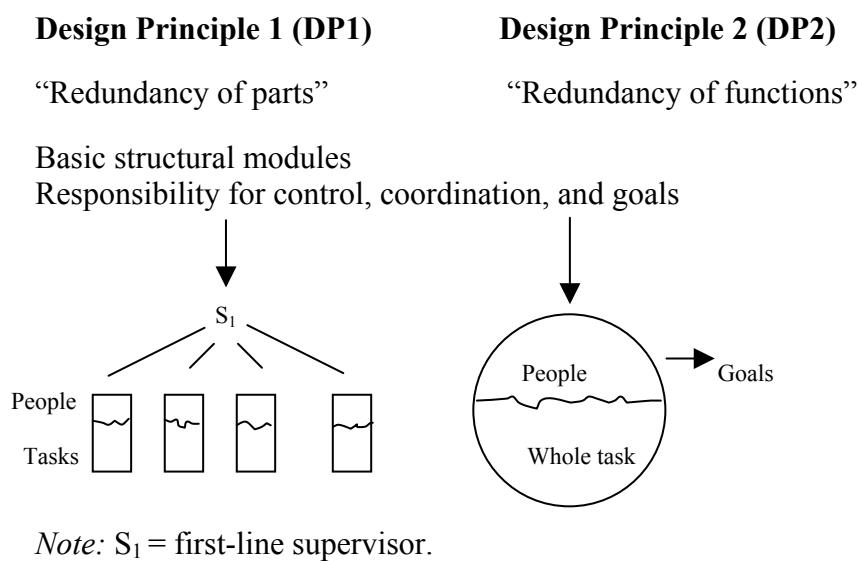 Design Principle 1 (DP1) Design Principle 2 (DP2)
“Redundancy of parts” “Redundancy of functions”
Basic structural modules
Responsibility for control, coordination, and goals
S₁
People
Tasks
People
Whole task
Goals
Note: S₁ = first-line supervisor.